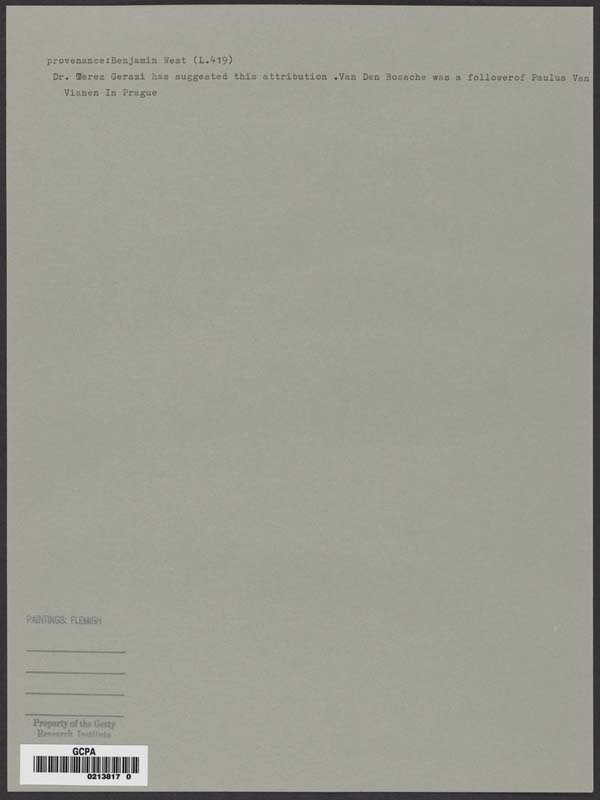 provenance:Benjamin West (L.419)
Dr. Terez Gerszi has suggested this attribution .Van Den Bossche was a followerof Paulus Van
Vianen In Prague
PAINTINGS: FLEMISH
Property of the Getty
Research Institute
GCPA
0213817 0